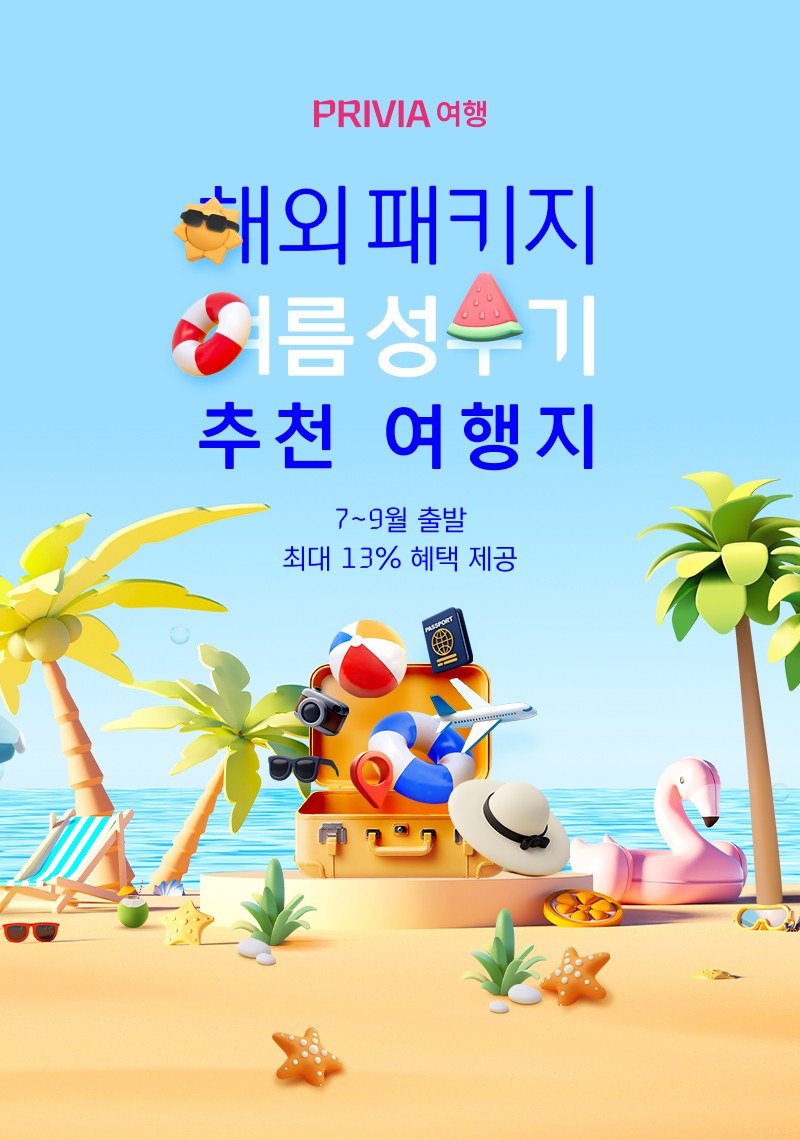 PRIVIA 여행
해외 패키지
여름 성수기
추천 여행지
7~9월 출발
최대 13% 혜택 제공
PASSPORT